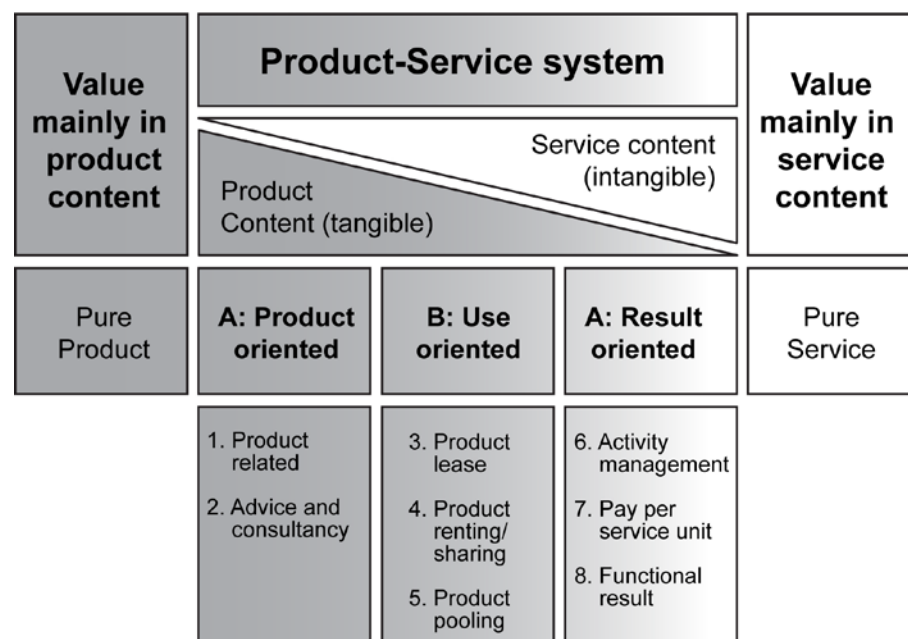 Value
mainly in
product
content
Product-Service system
Service content
(intangible)
Product
Content (tangible)
Value
mainly in
service
content
Pure
Product
A: Product
oriented
B: Use
oriented
A: Result
oriented
Pure
Service
1. Product
related
2. Advice and
consultancy
3. Product
lease
4. Product
renting/
sharing
5. Product
pooling
6. Activity
management
7. Pay per
service unit
8. Functional
result